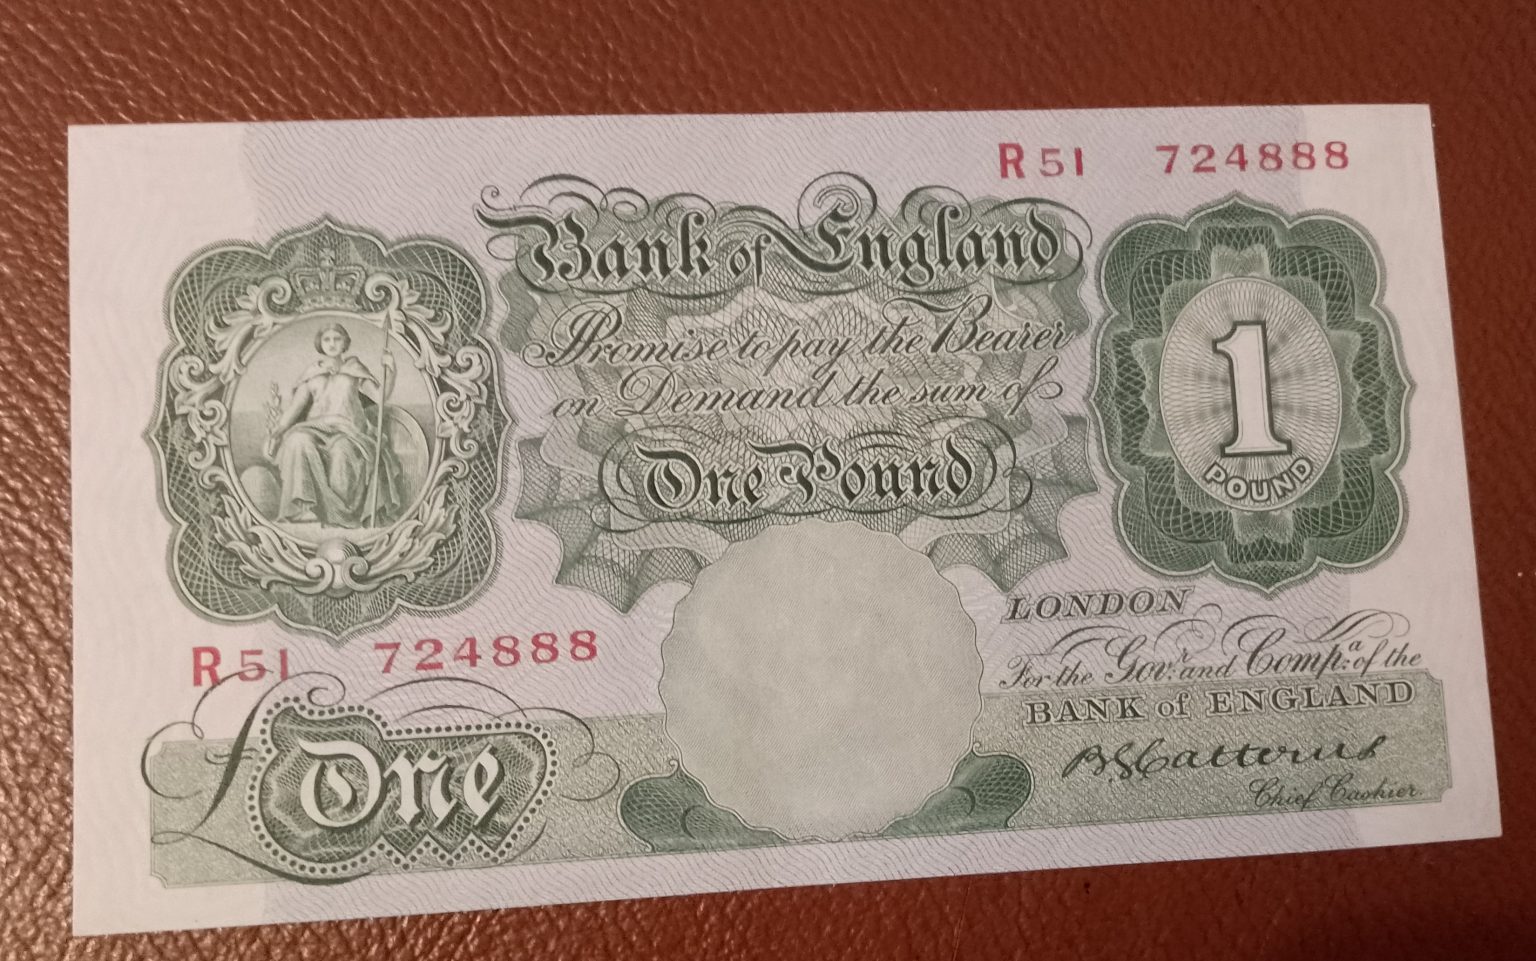 R51 724888
Bank of England
Promise to pay the Bearer
on Demand the sum of
One Pound
1
POUND
LONDON
For the Govr. and Compa. of the
BANK of ENGLAND
R51 724888
£One
B G Catterns
Chief Cashier.